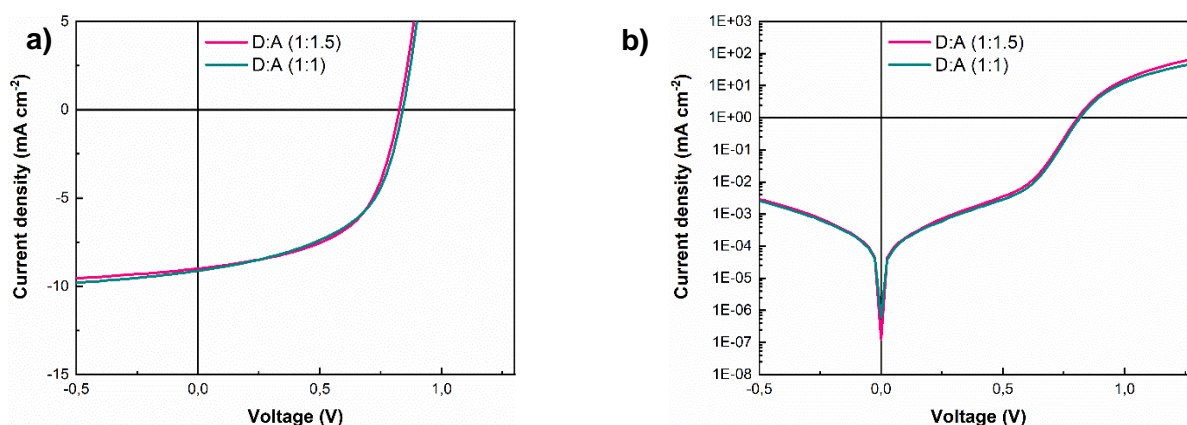 a)
5
0
-5
-10
-15
Current density (mA cm⁻²)
D:A (1:1.5)
D:A (1:1)
-0,5
0,0
0,5
1,0
Voltage (V)
b)
1E+03
1E+02
1E+01
1E+00
1E-01
1E-02
1E-03
1E-04
1E-05
1E-06
1E-07
1E-08
Current density (mA cm⁻²)
D:A (1:1.5)
D:A (1:1)
-0,5
0,0
0,5
1,0
Voltage (V)